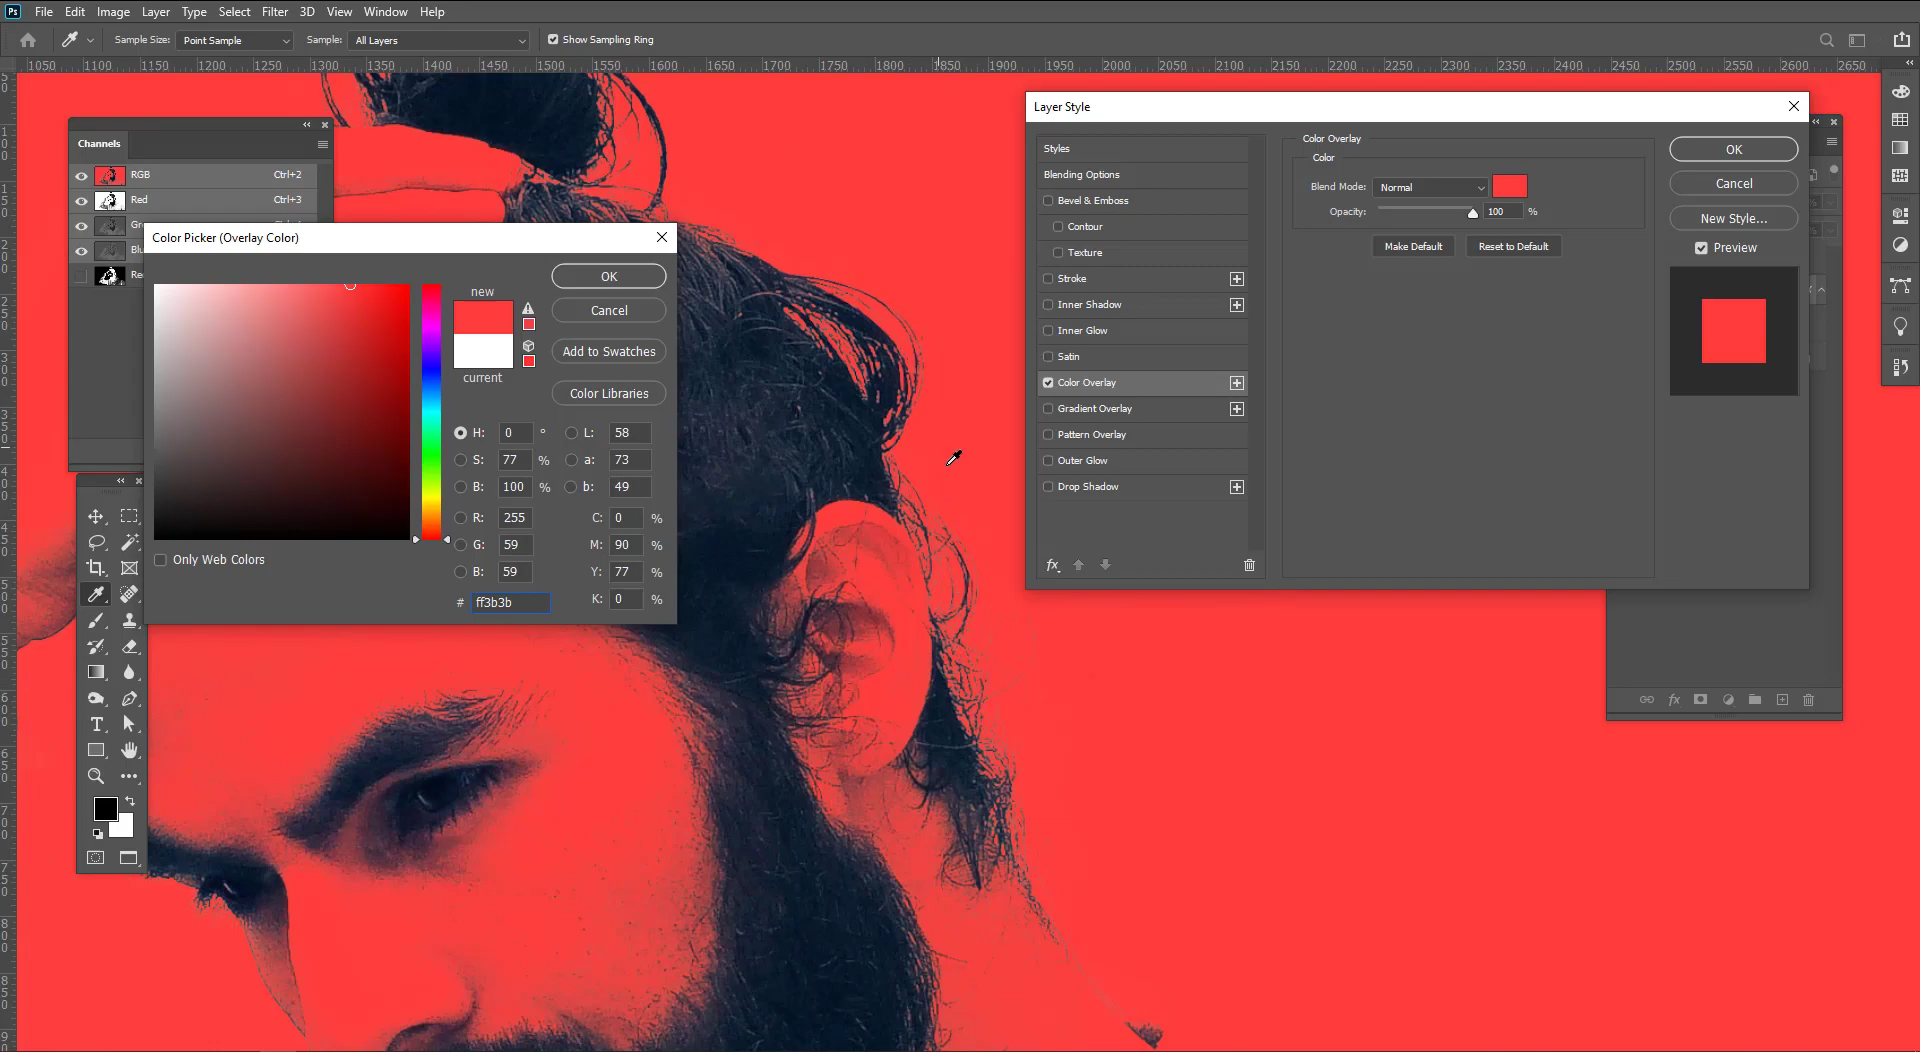 Ps File Edit Image Layer Type Select Filter 3D View Window Help
Sample Size: Point Sample Sample: All Layers Show Sampling Ring
1050 1100 1150 1200 1250 1300 1350 1400 1450 1500 1550 1600 1650 1700 1750 1800 1850 1900 1950 2000 2050 2100 2150 2200 2250 2300 2350 2400 2450 2500 2550 2600 2650
Channels
RGB Ctrl+2
Red Ctrl+3
Gre
Blu
Re
Color Picker (Overlay Color)
new
current
OK
Cancel
Add to Swatches
Color Libraries
H: 0 ° L: 58
S: 77 % a: 73
B: 100 % b: 49
R: 255 C: 0 %
G: 59 M: 90 %
B: 59 Y: 77 %
# ff3b3b K: 0 %
Only Web Colors
Layer Style
Styles
Blending Options
Bevel & Emboss
Contour
Texture
Stroke
Inner Shadow
Inner Glow
Satin
Color Overlay
Gradient Overlay
Pattern Overlay
Outer Glow
Drop Shadow
fx
Color Overlay
Color
Blend Mode: Normal
Opacity: 100 %
Make Default Reset to Default
OK
Cancel
New Style...
Preview
fx